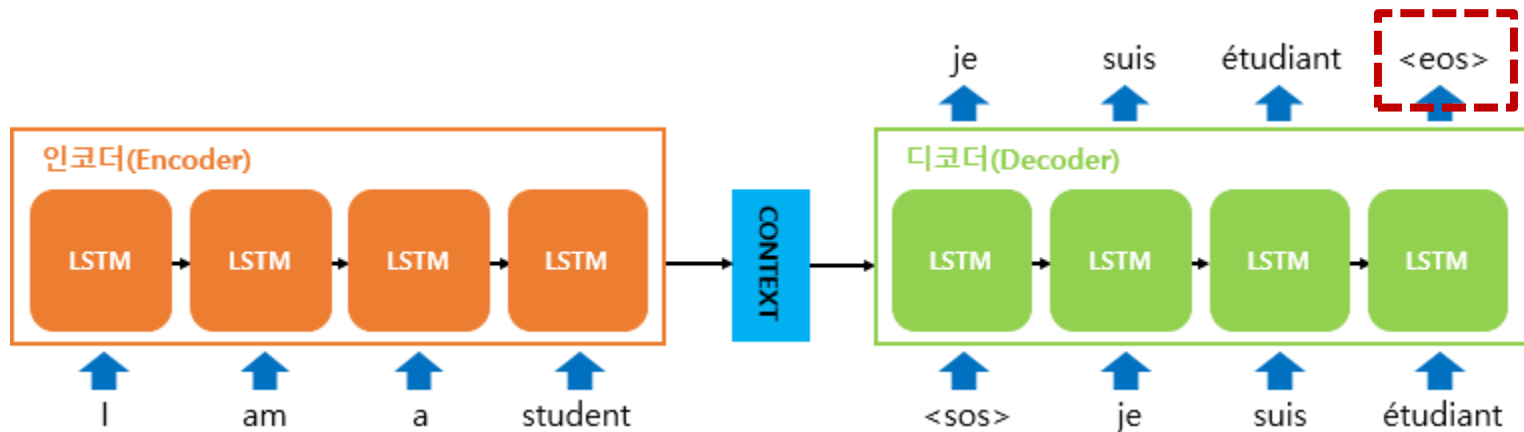 je suis étudiant <eos>
인코더(Encoder)
디코더(Decoder)
LSTM LSTM LSTM LSTM
CONTEXT
LSTM LSTM LSTM LSTM
I am a student
<sos> je suis étudiant